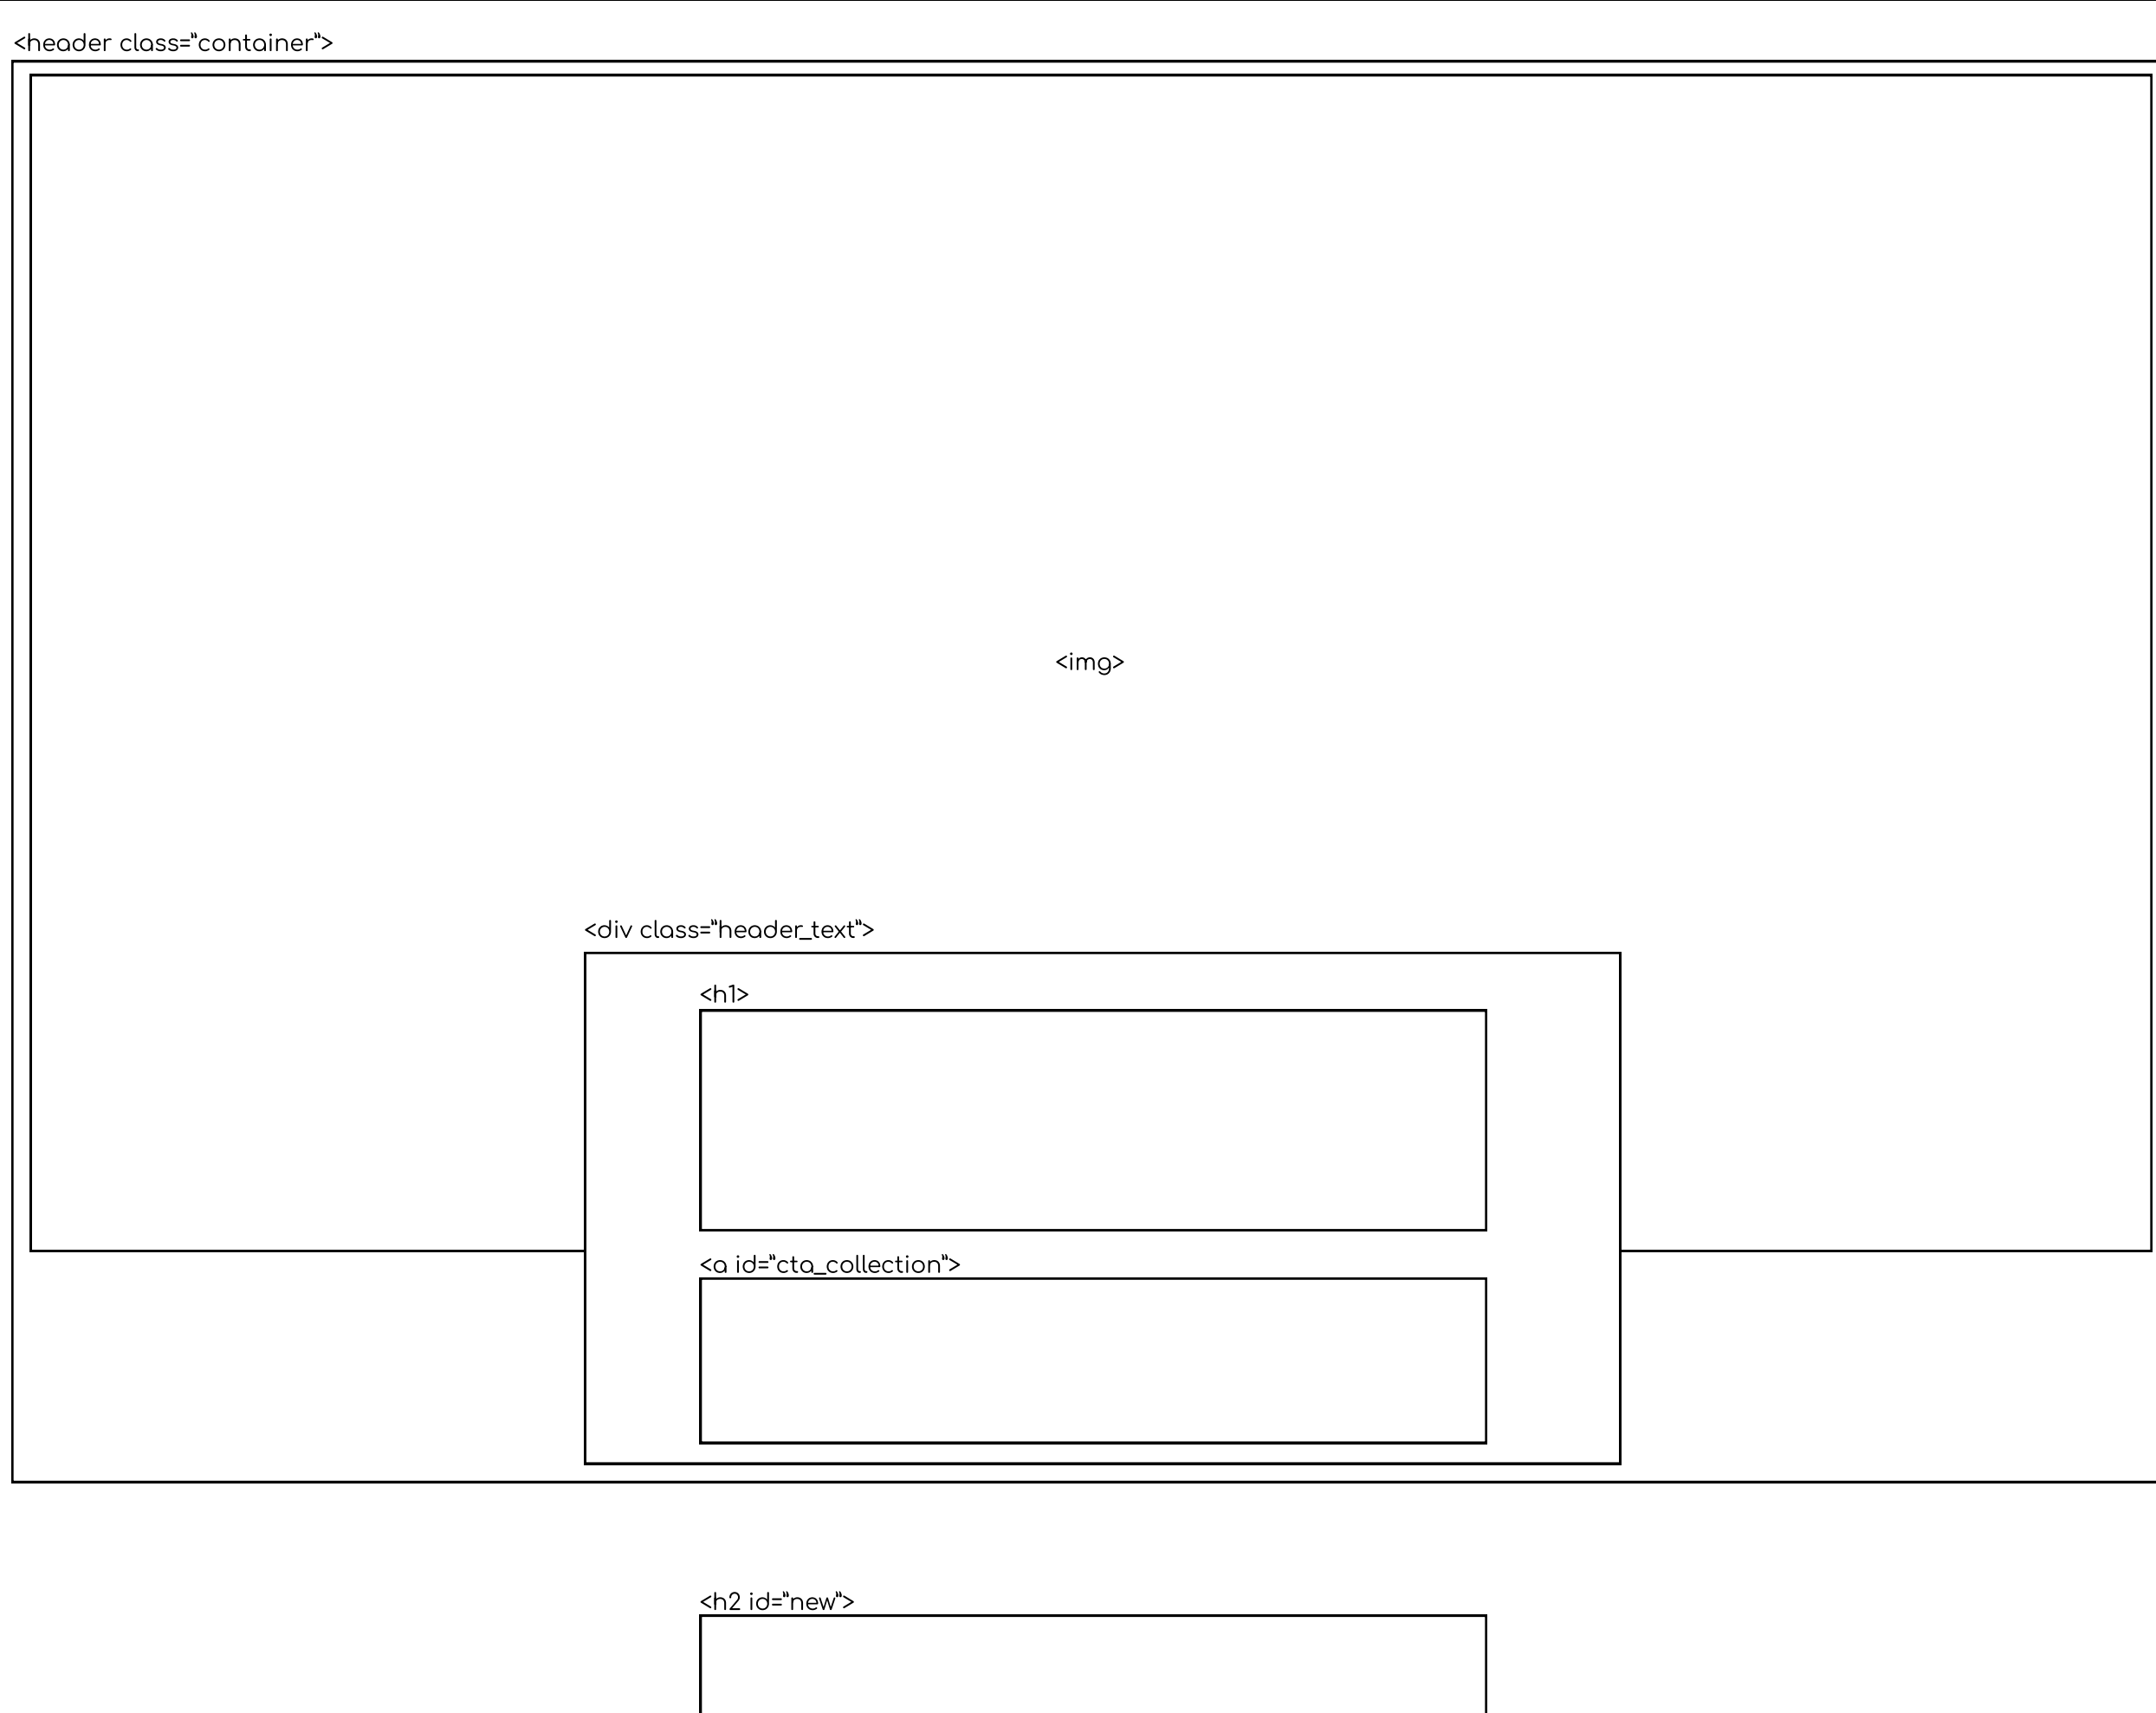 <header class="container">
<img>
<div class="header_text">
<h1>
<a id="cta_collection">
<h2 id="new">